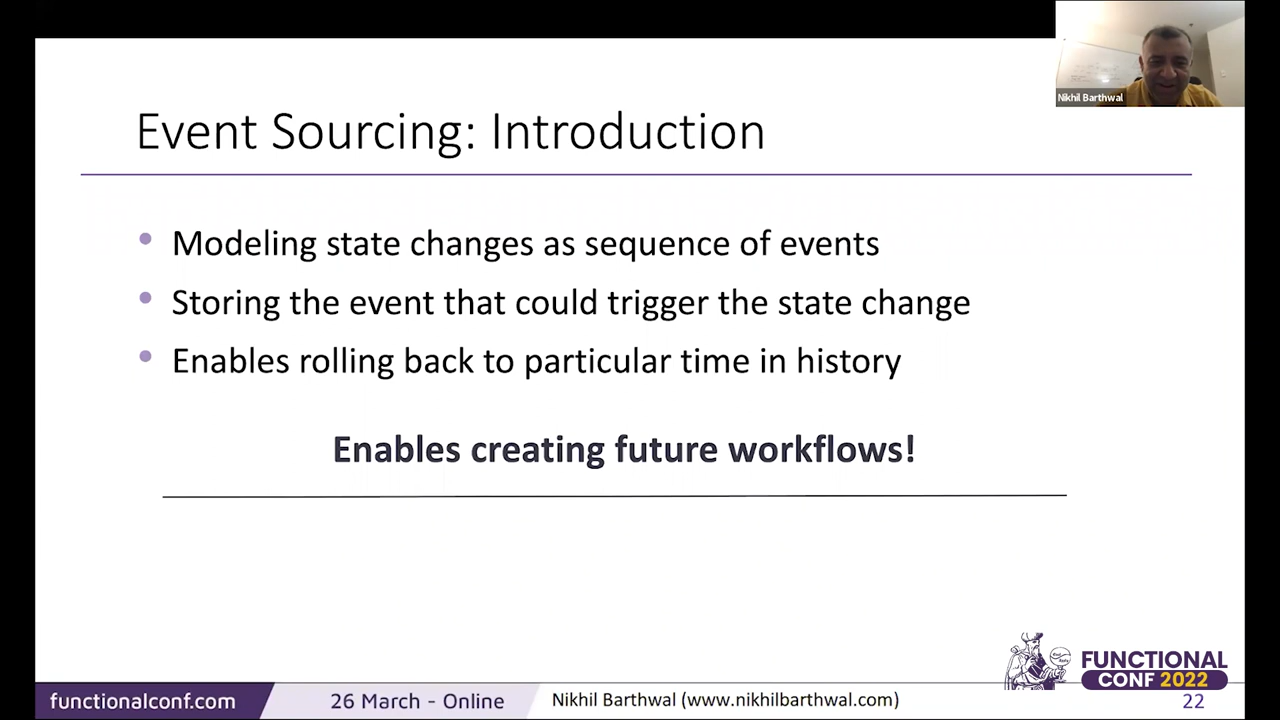 Nikhil Barthwal
Event Sourcing: Introduction
• Modeling state changes as sequence of events
• Storing the event that could trigger the state change
• Enables rolling back to particular time in history
Enables creating future workflows!
FUNCTIONAL
CONF 2022
functionalconf.com
26 March - Online
Nikhil Barthwal (www.nikhilbarthwal.com)
22